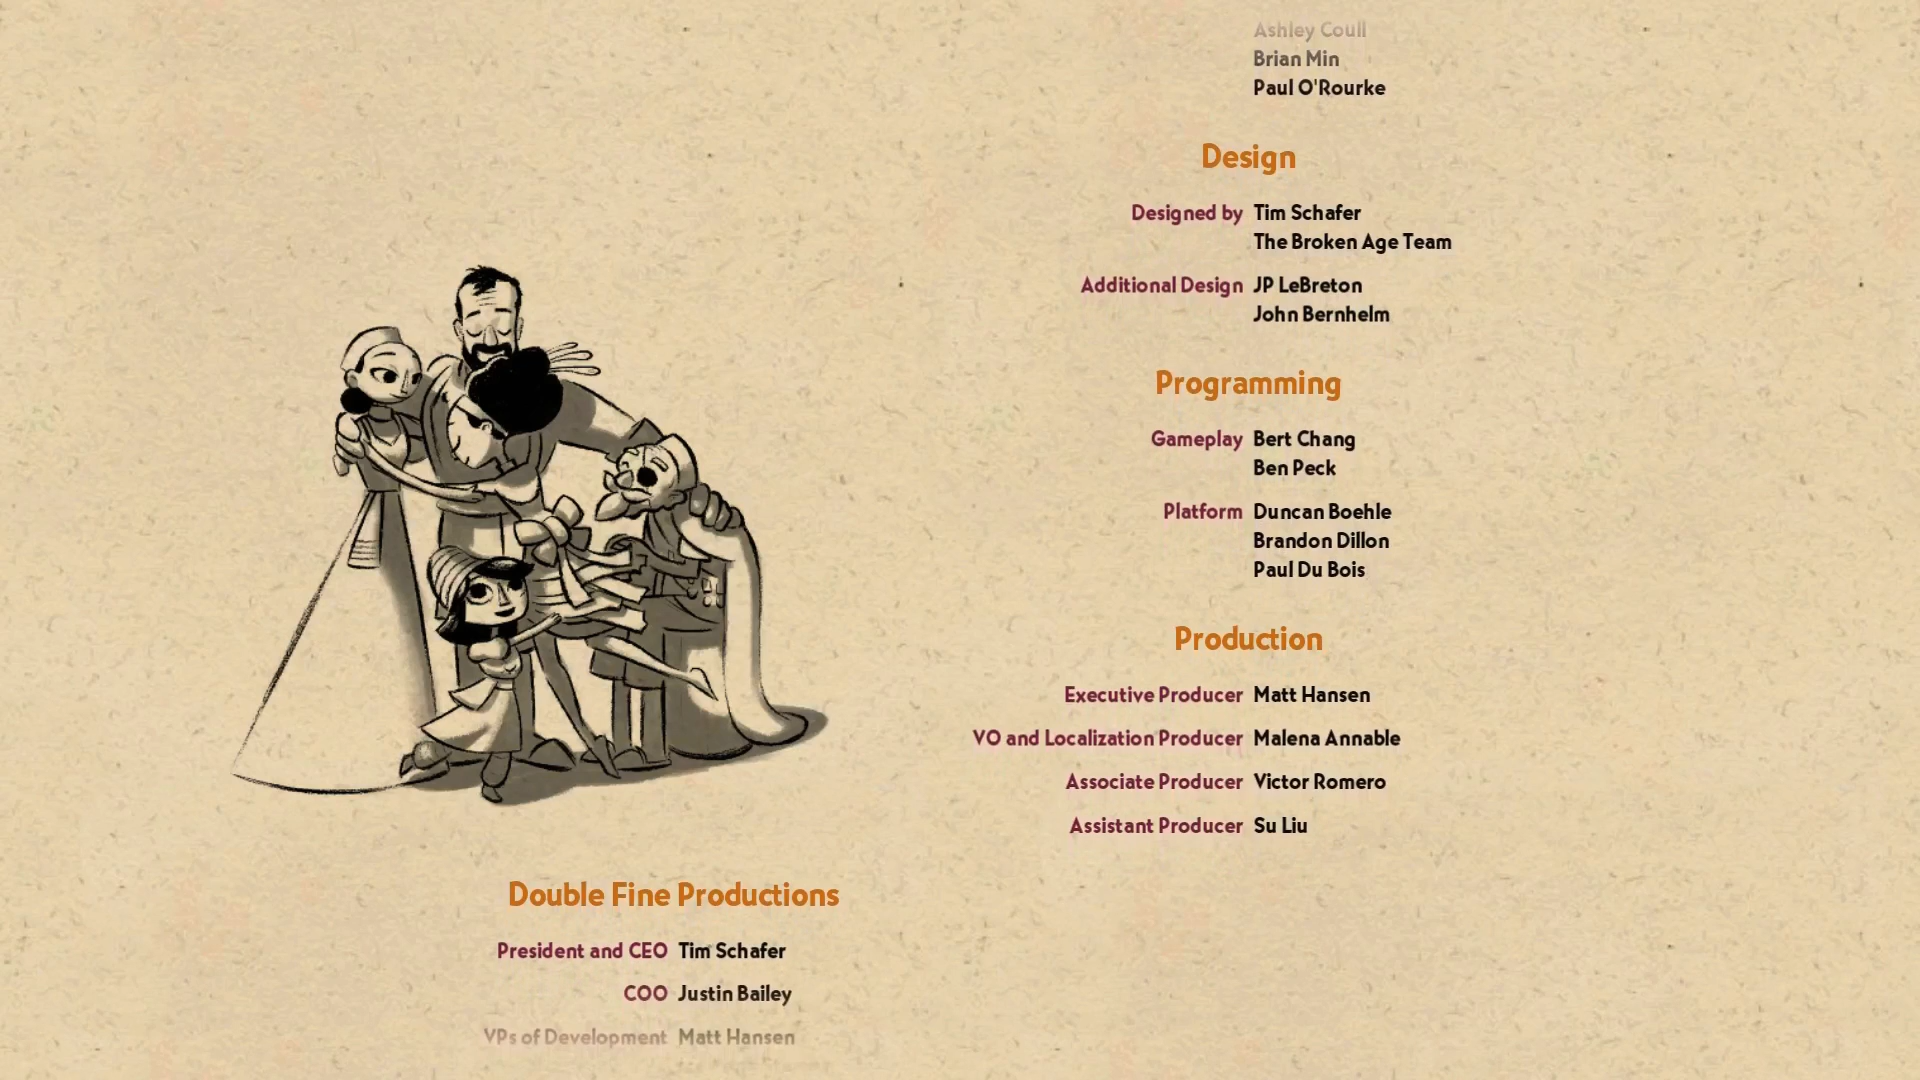 Ashley Coull
Brian Min
Paul O'Rourke
Design
Designed by Tim Schafer
The Broken Age Team
Additional Design JP LeBreton
John Bernhelm
Programming
Gameplay Bert Chang
Ben Peck
Platform Duncan Boehle
Brandon Dillon
Paul Du Bois
Production
Executive Producer Matt Hansen
VO and Localization Producer Malena Annable
Associate Producer Victor Romero
Assistant Producer Su Liu
Double Fine Productions
President and CEO Tim Schafer
COO Justin Bailey
VPs of Development Matt Hansen